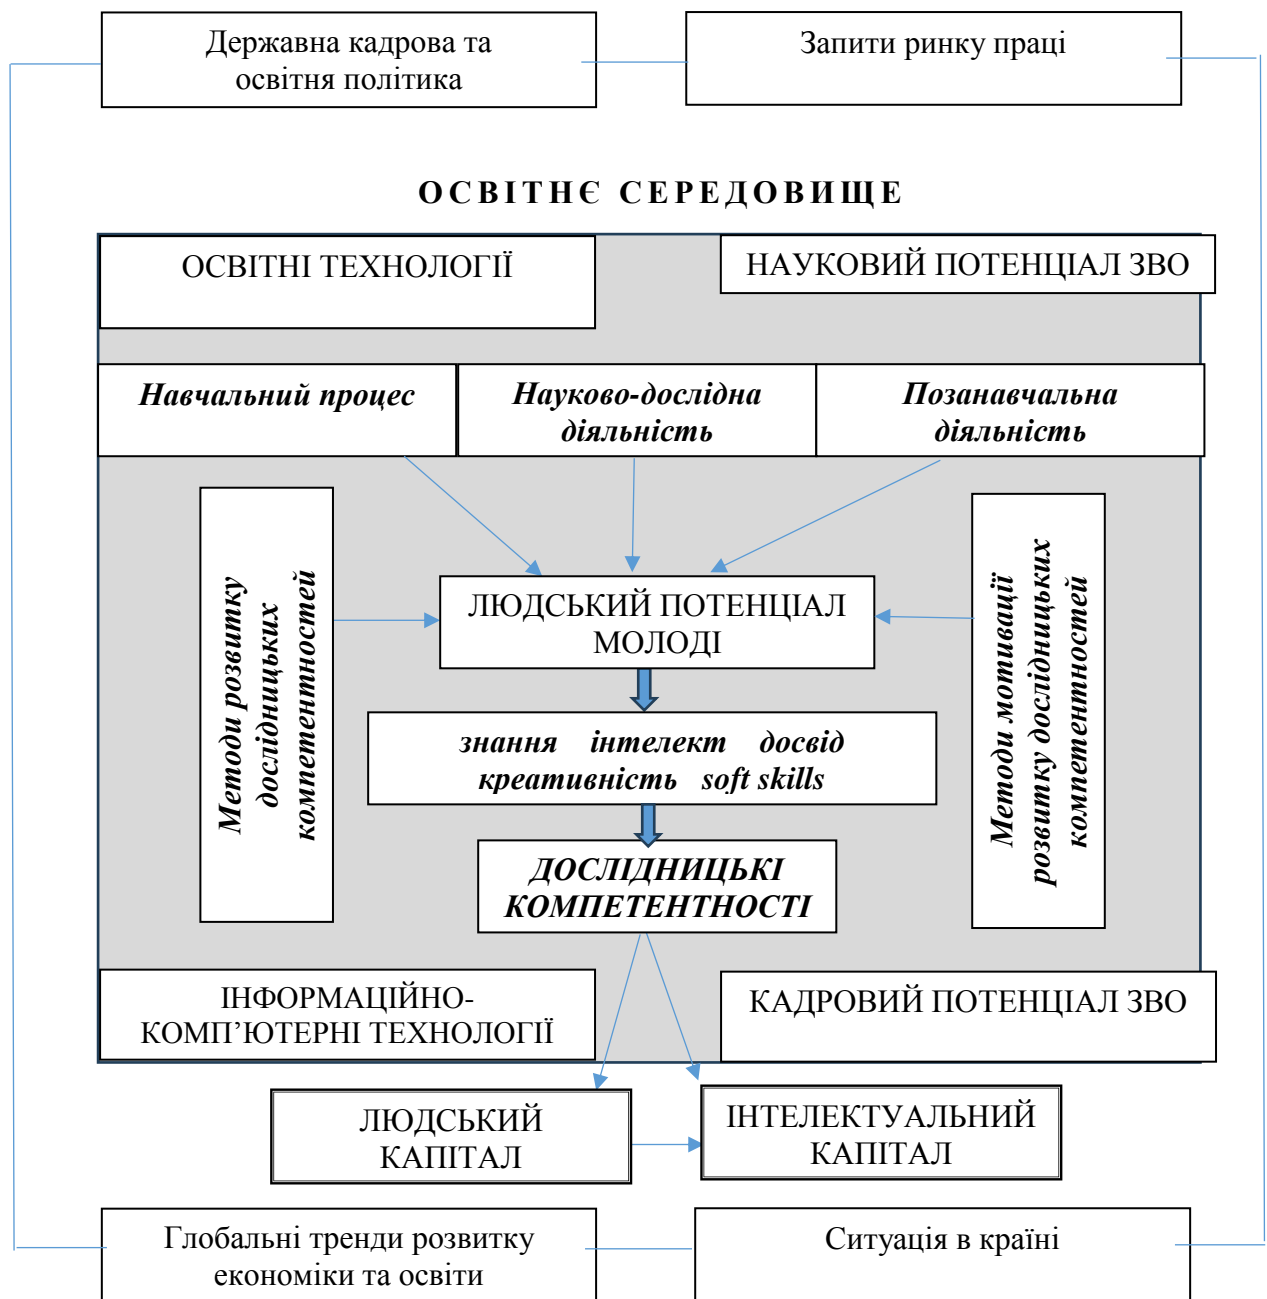 Державна кадрова та
освітня політика
Запити ринку праці
ОСВІТНЄ СЕРЕДОВИЩЕ
ОСВІТНІ ТЕХНОЛОГІЇ
НАУКОВИЙ ПОТЕНЦІАЛ ЗВО
Навчальний процес
Науково-дослідна
діяльність
Позанавчальна
діяльність
Методи розвитку
дослідницьких
компетентностей
ЛЮДСЬКИЙ ПОТЕНЦІАЛ
МОЛОДІ
Методи мотивації
розвитку дослідницьких
компетентностей
знання інтелект досвід
креативність soft skills
ДОСЛІДНИЦЬКІ
КОМПЕТЕНТНОСТІ
ІНФОРМАЦІЙНО-
КОМП’ЮТЕРНІ ТЕХНОЛОГІЇ
КАДРОВИЙ ПОТЕНЦІАЛ ЗВО
ЛЮДСЬКИЙ
КАПІТАЛ
ІНТЕЛЕКТУАЛЬНИЙ
КАПІТАЛ
Глобальні тренди розвитку
економіки та освіти
Ситуація в країні